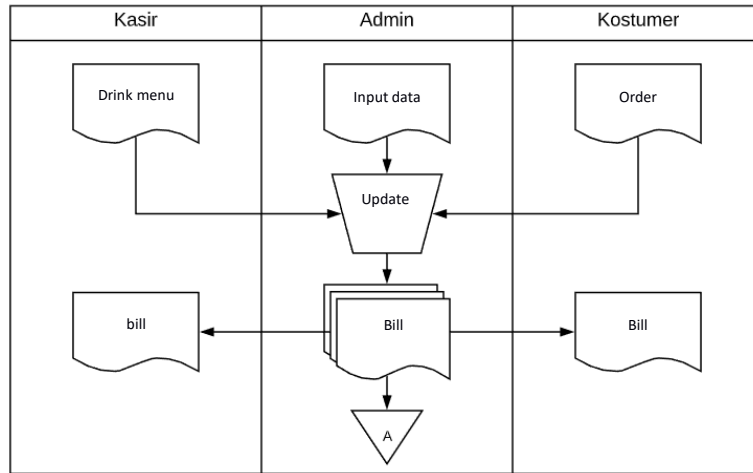 Kasir
Admin
Kostumer
Drink menu
Input data
Order
Update
bill
Bill
Bill
A